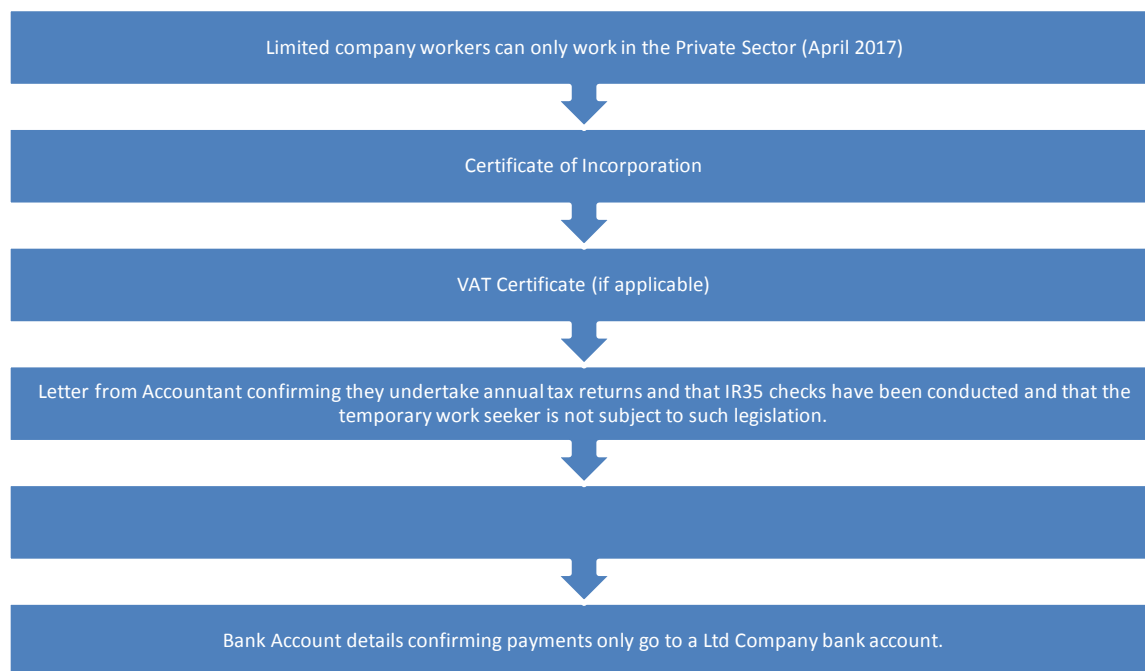 Limited company workers can only work in the Private Sector (April 2017)
Certificate of Incorporation
VAT Certificate (if applicable)
Letter from Accountant confirming they undertake annual tax returns and that IR35 checks have been conducted and that the
temporary work seeker is not subject to such legislation.
Bank Account details confirming payments only go to a Ltd Company bank account.